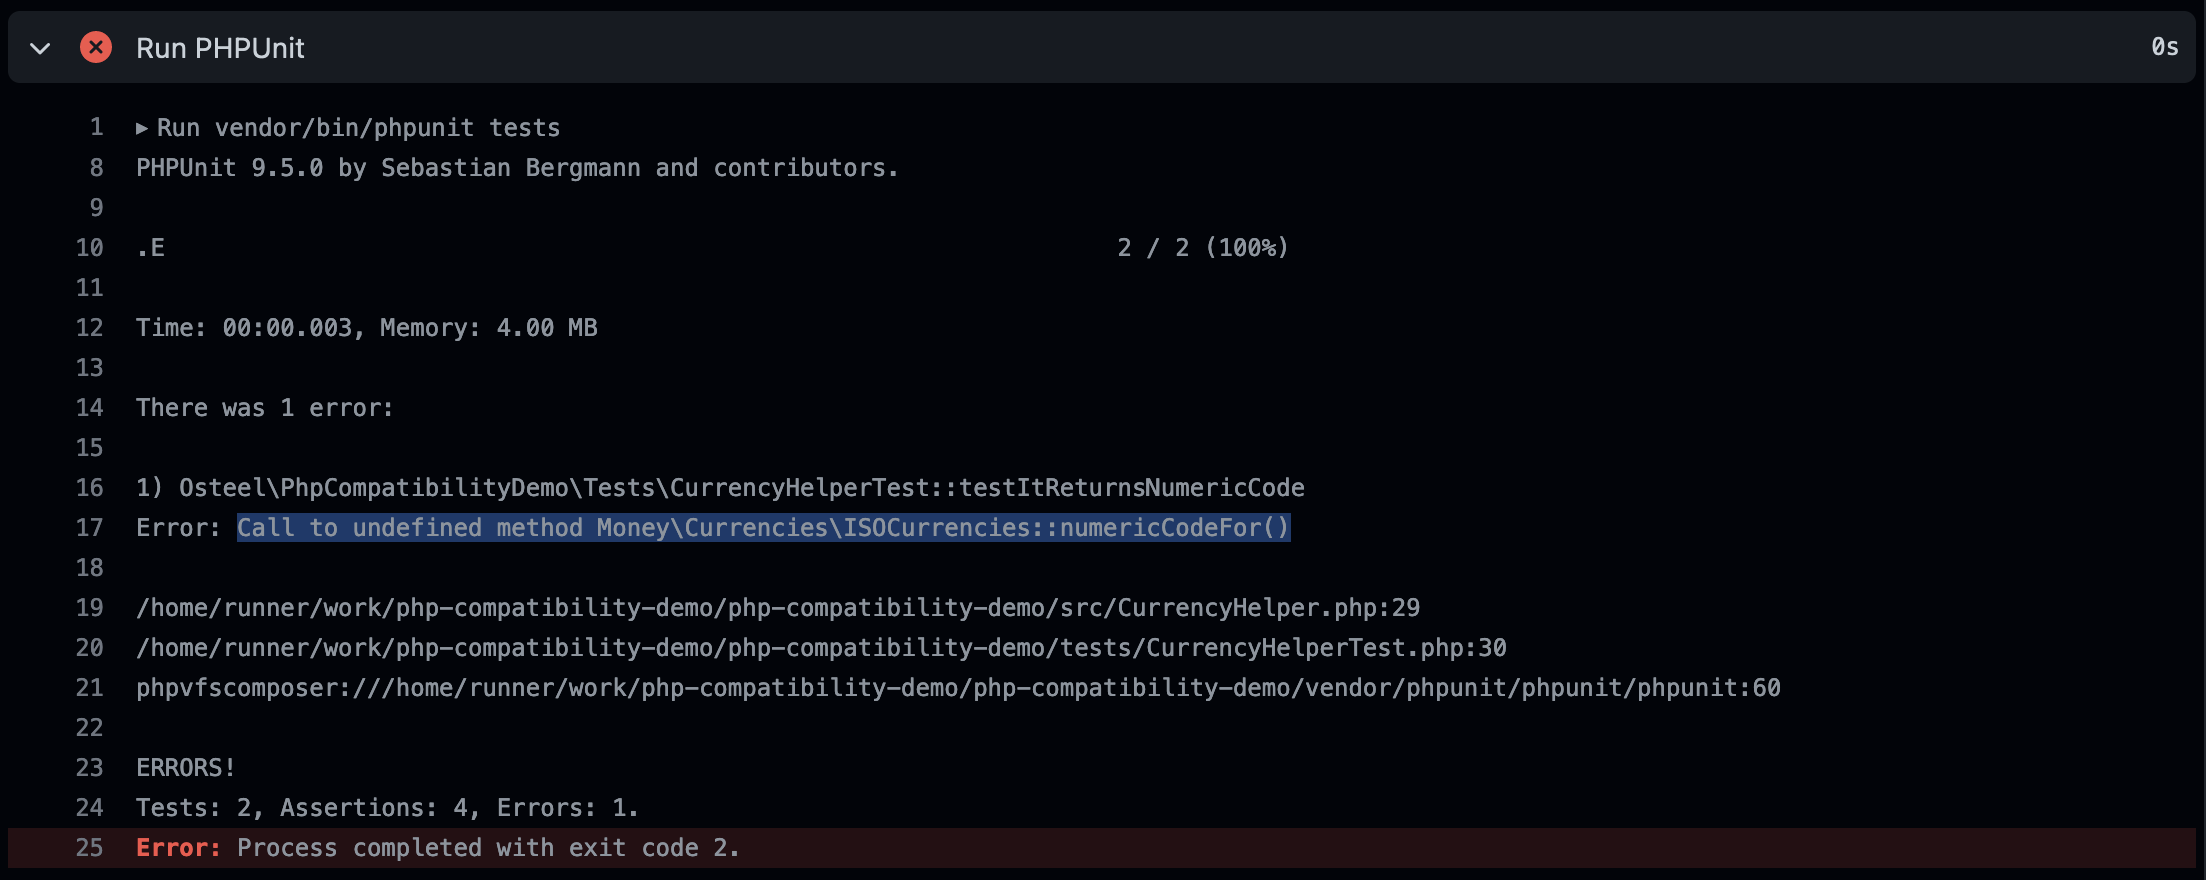 Run PHPUnit 0s
1 ▶ Run vendor/bin/phpunit tests
8 PHPUnit 9.5.0 by Sebastian Bergmann and contributors.
9
10 .E 2 / 2 (100%)
11
12 Time: 00:00.003, Memory: 4.00 MB
13
14 There was 1 error:
15
16 1) Osteel\PhpCompatibilityDemo\Tests\CurrencyHelperTest::testItReturnsNumericCode
17 Error: Call to undefined method Money\Currencies\ISOCurrencies::numericCodeFor()
18
19 /home/runner/work/php-compatibility-demo/php-compatibility-demo/src/CurrencyHelper.php:29
20 /home/runner/work/php-compatibility-demo/php-compatibility-demo/tests/CurrencyHelperTest.php:30
21 phpvfscomposer:///home/runner/work/php-compatibility-demo/php-compatibility-demo/vendor/phpunit/phpunit/phpunit:60
22
23 ERRORS!
24 Tests: 2, Assertions: 4, Errors: 1.
25 Error: Process completed with exit code 2.